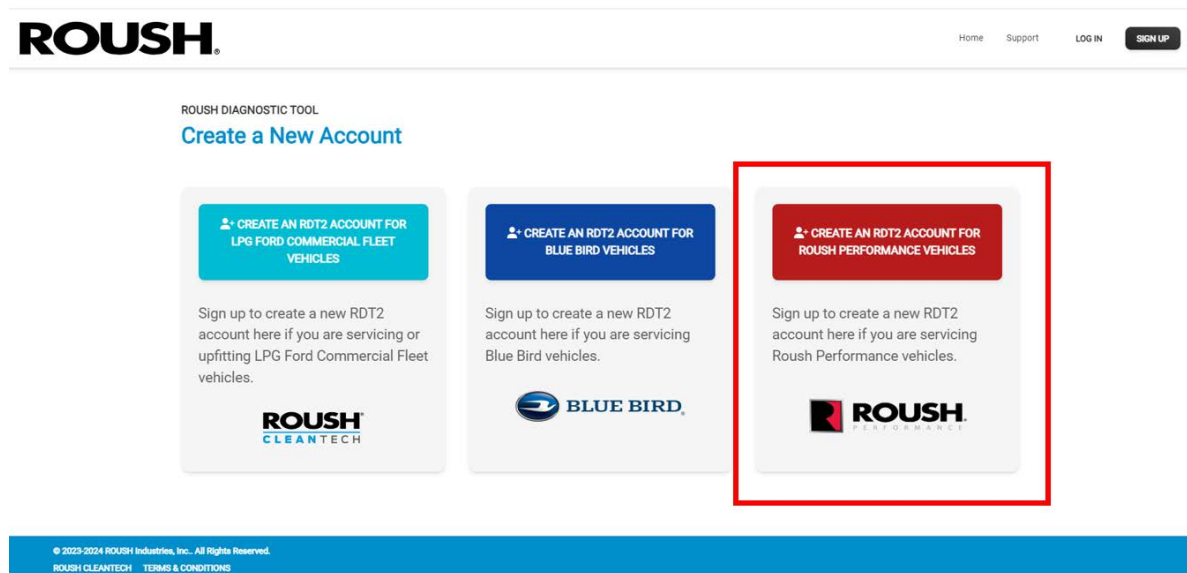 ROUSH®
Home Support LOG IN SIGN UP
ROUSH DIAGNOSTIC TOOL
Create a New Account
CREATE AN RDT2 ACCOUNT FOR
LPG FORD COMMERCIAL FLEET
VEHICLES
Sign up to create a new RDT2
account here if you are servicing or
upfitting LPG Ford Commercial Fleet
vehicles.
ROUSH
CLEANTECH
CREATE AN RDT2 ACCOUNT FOR
BLUE BIRD VEHICLES
Sign up to create a new RDT2
account here if you are servicing
Blue Bird vehicles.
BLUE BIRD
CREATE AN RDT2 ACCOUNT FOR
ROUSH PERFORMANCE VEHICLES
Sign up to create a new RDT2
account here if you are servicing
Roush Performance vehicles.
ROUSH
PERFORMANCE
© 2023-2024 ROUSH Industries, Inc.. All Rights Reserved.
ROUSH CLEANTECH TERMS & CONDITIONS